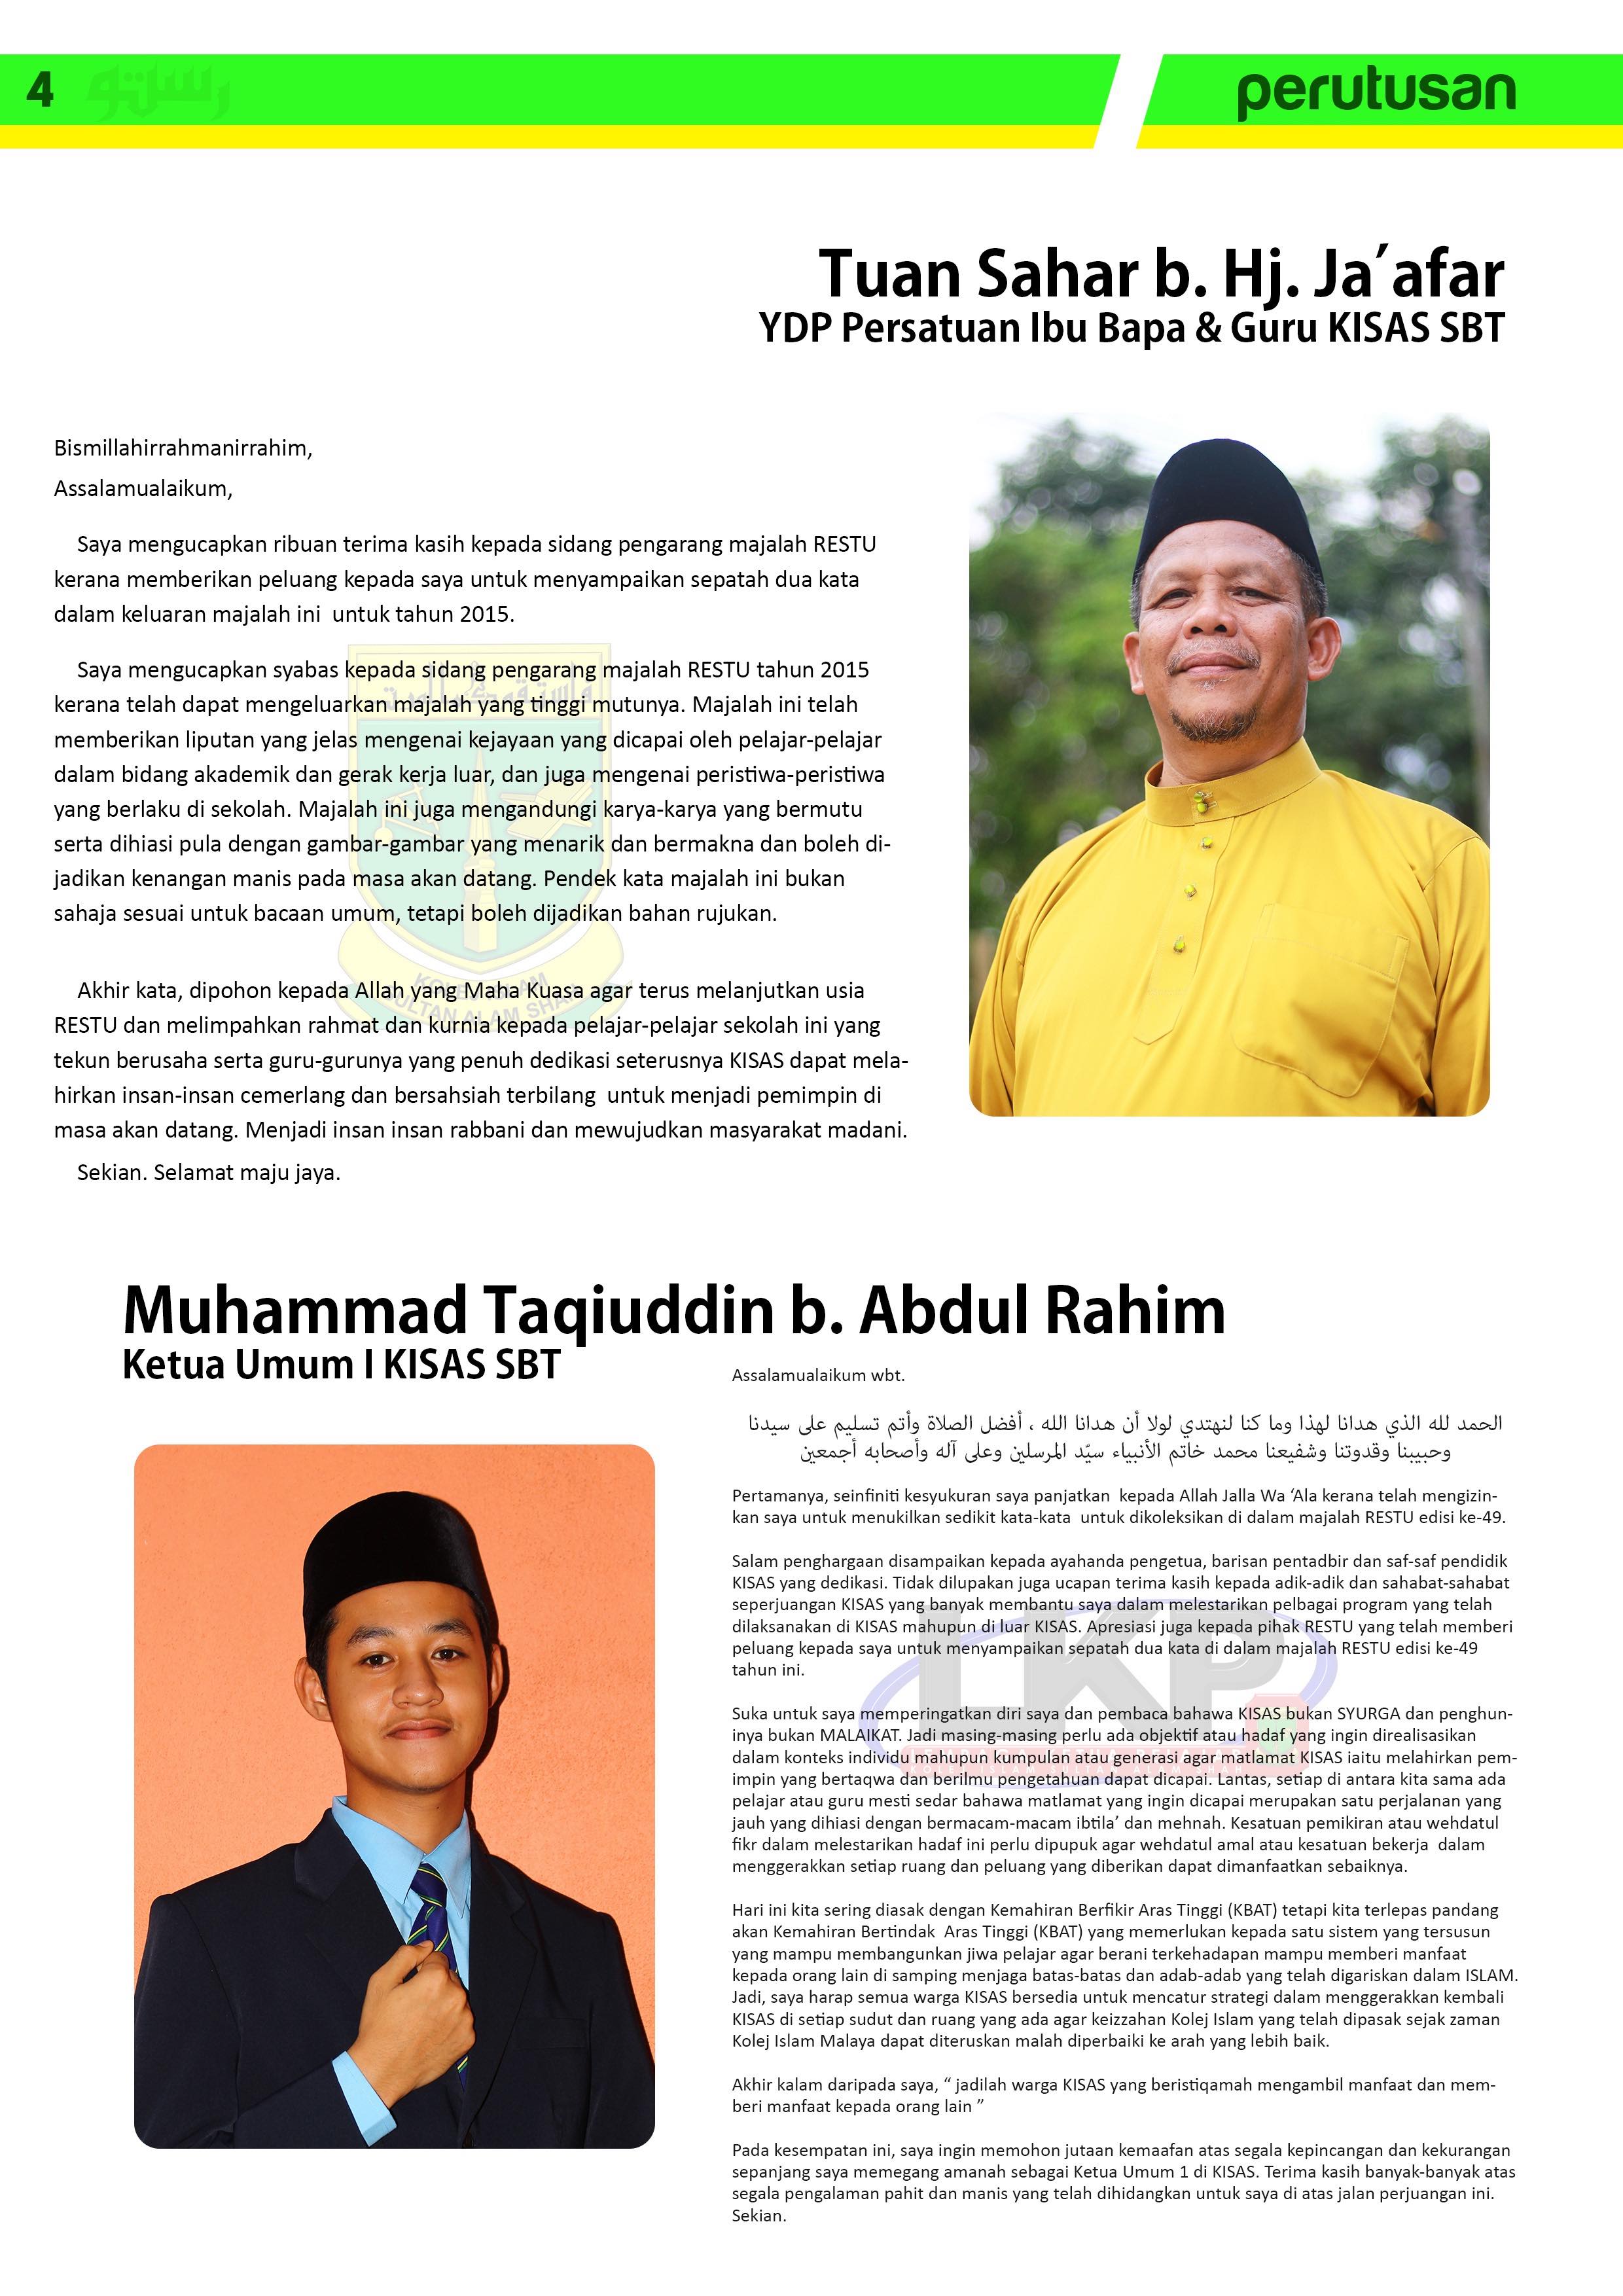 4 رستو
perutusan
Tuan Sahar b. Hj. Ja´afar
YDP Persatuan Ibu Bapa & Guru KISAS SBT
Bismillahirrahmanirrahim,
Assalamualaikum,
Saya mengucapkan ribuan terima kasih kepada sidang pengarang majalah RESTU
kerana memberikan peluang kepada saya untuk menyampaikan sepatah dua kata
dalam keluaran majalah ini untuk tahun 2015.
Saya mengucapkan syabas kepada sidang pengarang majalah RESTU tahun 2015
kerana telah dapat mengeluarkan majalah yang tinggi mutunya. Majalah ini telah
memberikan liputan yang jelas mengenai kejayaan yang dicapai oleh pelajar-pelajar
dalam bidang akademik dan gerak kerja luar, dan juga mengenai peristiwa-peristiwa
yang berlaku di sekolah. Majalah ini juga mengandungi karya-karya yang bermutu
serta dihiasi pula dengan gambar-gambar yang menarik dan bermakna dan boleh di-
jadikan kenangan manis pada masa akan datang. Pendek kata majalah ini bukan
sahaja sesuai untuk bacaan umum, tetapi boleh dijadikan bahan rujukan.
Akhir kata, dipohon kepada Allah yang Maha Kuasa agar terus melanjutkan usia
RESTU dan melimpahkan rahmat dan kurnia kepada pelajar-pelajar sekolah ini yang
tekun berusaha serta guru-gurunya yang penuh dedikasi seterusnya KISAS dapat mela-
hirkan insan-insan cemerlang dan bersahsiah terbilang untuk menjadi pemimpin di
masa akan datang. Menjadi insan insan rabbani dan mewujudkan masyarakat madani.
Sekian. Selamat maju jaya.
KOLEJ ISLAM
SULTAN ALAM SHAH
Muhammad Taqiuddin b. Abdul Rahim
Ketua Umum I KISAS SBT
Assalamualaikum wbt.
الحمد لله الذي هدانا لهذا وما كنا لنهتدي لولا أن هدانا الله ، أفضل الصلاة وأتم تسليم على سيدنا
وحبيبنا وقدوتنا وشفيعنا محمد خاتم الأنبياء سيّد المرسلين وعلى آله وأصحابه أجمعين
Pertamanya, seinfiniti kesyukuran saya panjatkan kepada Allah Jalla Wa ‘Ala kerana telah mengizin-
kan saya untuk menukilkan sedikit kata-kata untuk dikoleksikan di dalam majalah RESTU edisi ke-49.
Salam penghargaan disampaikan kepada ayahanda pengetua, barisan pentadbir dan saf-saf pendidik
KISAS yang dedikasi. Tidak dilupakan juga ucapan terima kasih kepada adik-adik dan sahabat-sahabat
seperjuangan KISAS yang banyak membantu saya dalam melestarikan pelbagai program yang telah
dilaksanakan di KISAS mahupun di luar KISAS. Apresiasi juga kepada pihak RESTU yang telah memberi
peluang kepada saya untuk menyampaikan sepatah dua kata di dalam majalah RESTU edisi ke-49
tahun ini.
Suka untuk saya memperingatkan diri saya dan pembaca bahawa KISAS bukan SYURGA dan penghun-
inya bukan MALAIKAT. Jadi masing-masing perlu ada objektif atau hadaf yang ingin direalisasikan
dalam konteks individu mahupun kumpulan atau generasi agar matlamat KISAS iaitu melahirkan pem-
impin yang bertaqwa dan berilmu pengetahuan dapat dicapai. Lantas, setiap di antara kita sama ada
pelajar atau guru mesti sedar bahawa matlamat yang ingin dicapai merupakan satu perjalanan yang
jauh yang dihiasi dengan bermacam-macam ibtila’ dan mehnah. Kesatuan pemikiran atau wehdatul
fikr dalam melestarikan hadaf ini perlu dipupuk agar wehdatul amal atau kesatuan bekerja dalam
menggerakkan setiap ruang dan peluang yang diberikan dapat dimanfaatkan sebaiknya.
Hari ini kita sering diasak dengan Kemahiran Berfikir Aras Tinggi (KBAT) tetapi kita terlepas pandang
akan Kemahiran Bertindak Aras Tinggi (KBAT) yang memerlukan kepada satu sistem yang tersusun
yang mampu membangunkan jiwa pelajar agar berani terkehadapan mampu memberi manfaat
kepada orang lain di samping menjaga batas-batas dan adab-adab yang telah digariskan dalam ISLAM.
Jadi, saya harap semua warga KISAS bersedia untuk mencatur strategi dalam menggerakkan kembali
KISAS di setiap sudut dan ruang yang ada agar keizzahan Kolej Islam yang telah dipasak sejak zaman
Kolej Islam Malaya dapat diteruskan malah diperbaiki ke arah yang lebih baik.
Akhir kalam daripada saya, “ jadilah warga KISAS yang beristiqamah mengambil manfaat dan mem-
beri manfaat kepada orang lain ”
Pada kesempatan ini, saya ingin memohon jutaan kemaafan atas segala kepincangan dan kekurangan
sepanjang saya memegang amanah sebagai Ketua Umum 1 di KISAS. Terima kasih banyak-banyak atas
segala pengalaman pahit dan manis yang telah dihidangkan untuk saya di atas jalan perjuangan ini.
Sekian.
LKP